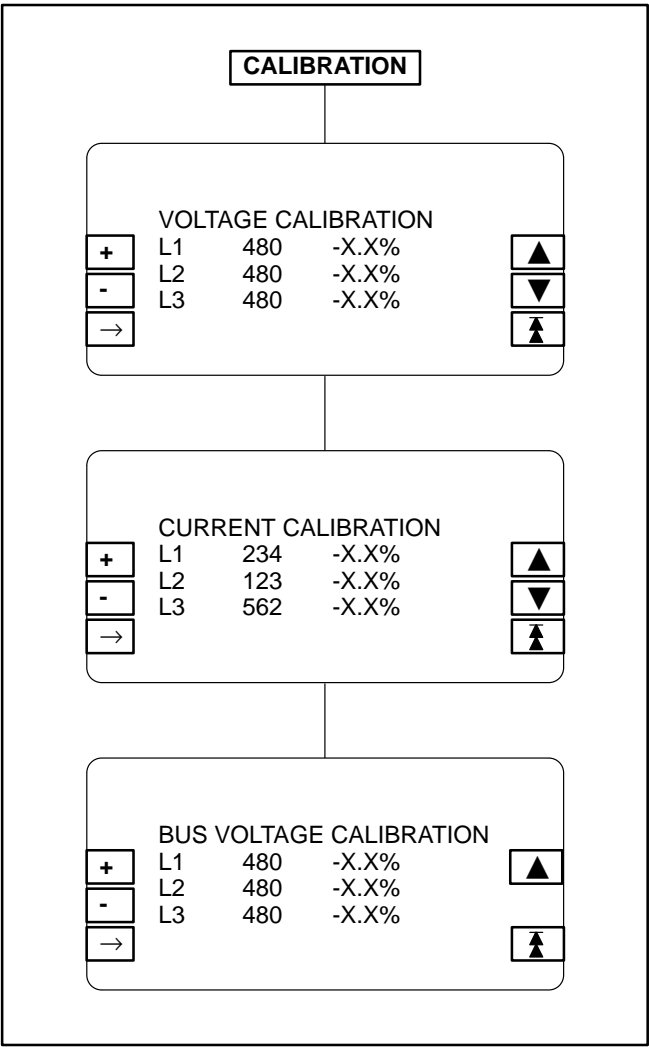 CALIBRATION
VOLTAGE CALIBRATION
+ L1 480 -X.X% ▲
- L2 480 -X.X% ▼
L3 480 -X.X%
→
CURRENT CALIBRATION
+ L1 234 -X.X% ▲
- L2 123 -X.X% ▼
L3 562 -X.X%
→
BUS VOLTAGE CALIBRATION
+ L1 480 -X.X% ▲
- L2 480 -X.X%
L3 480 -X.X%
→